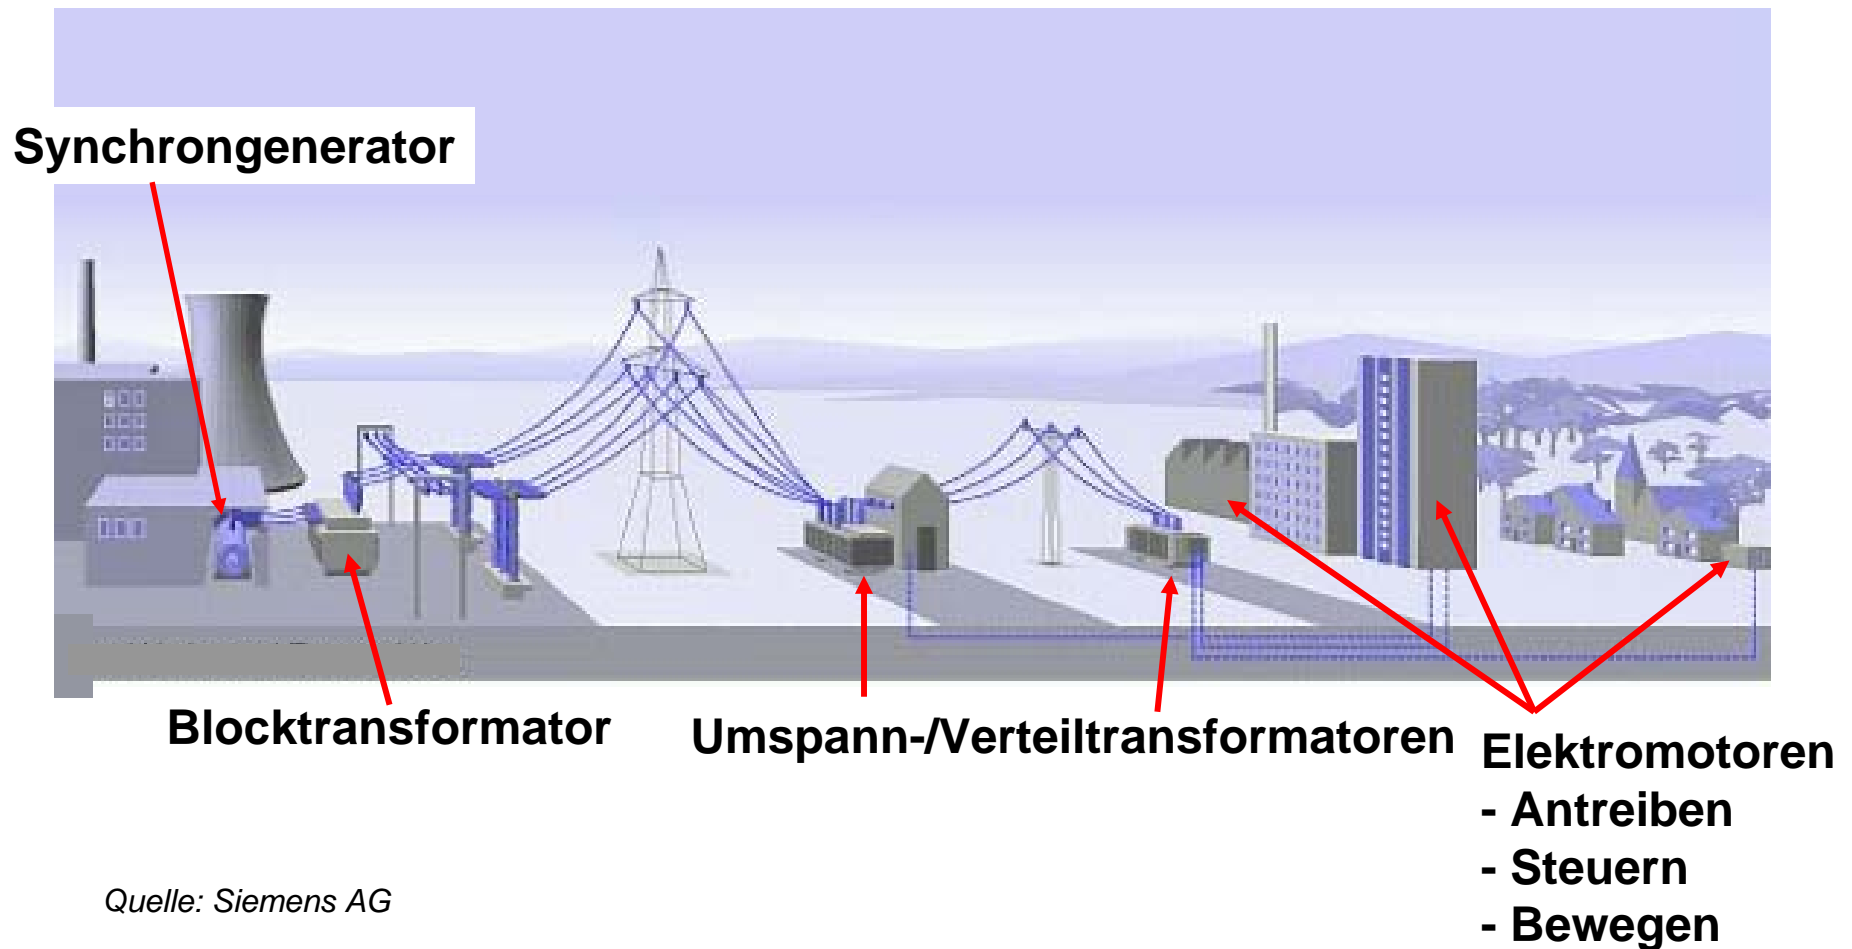 Synchrongenerator
Blocktransformator
Umspann-/Verteiltransformatoren
Elektromotoren
- Antreiben
- Steuern
- Bewegen
Quelle: Siemens AG